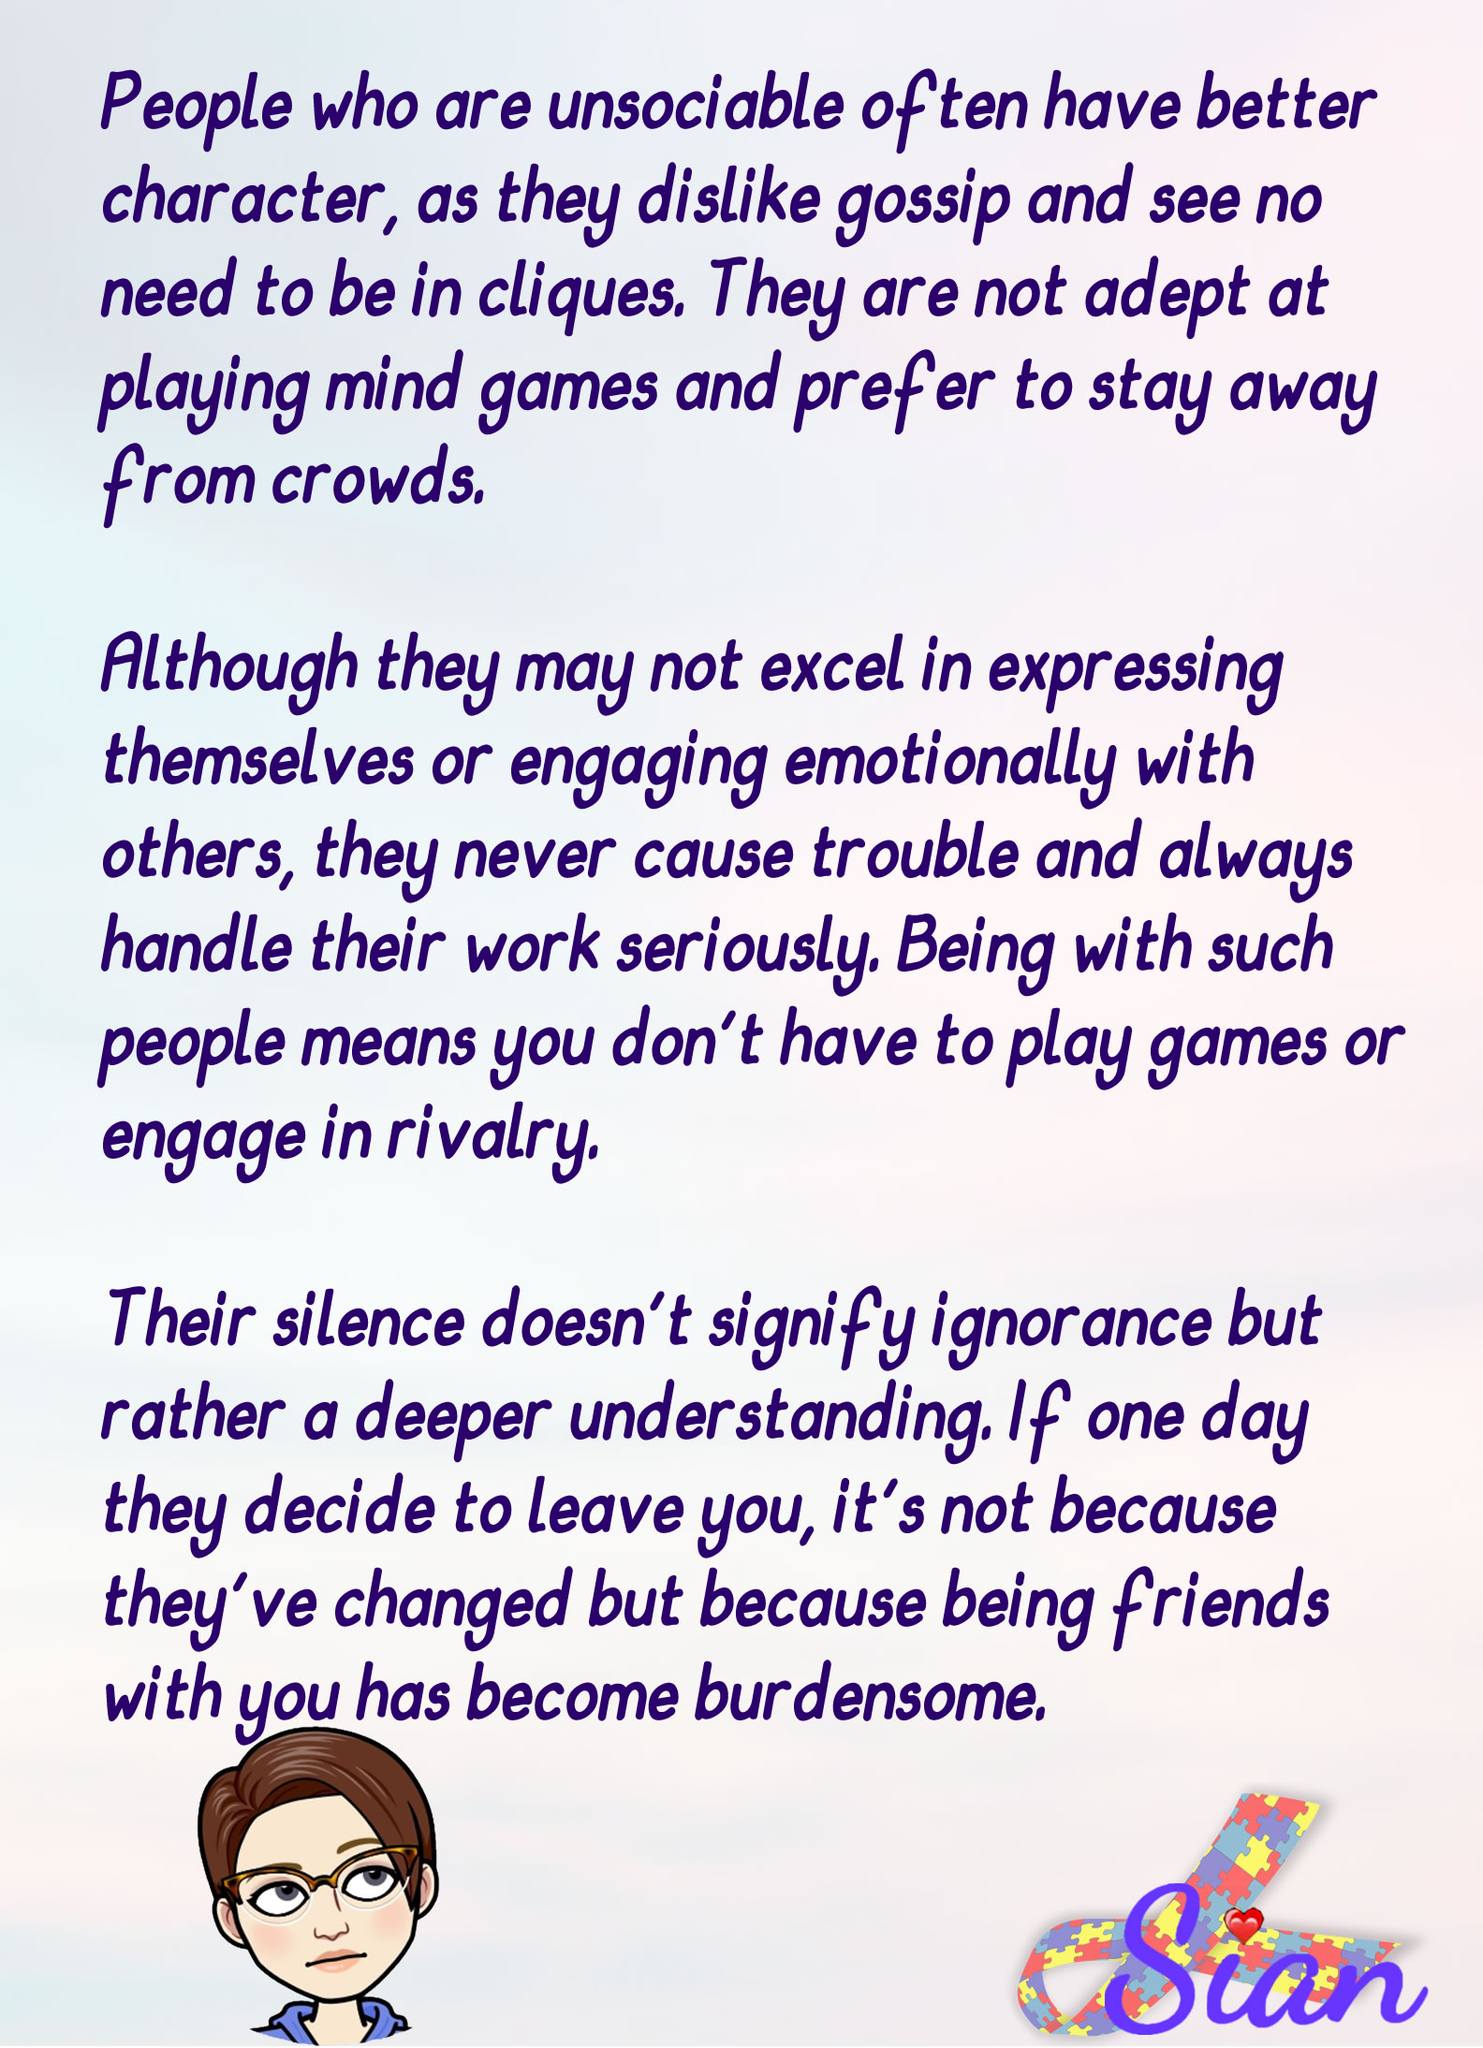 People who are unsociable often have better
character, as they dislike gossip and see no
need to be in cliques. They are not adept at
playing mind games and prefer to stay away
from crowds.
Although they may not excel in expressing
themselves or engaging emotionally with
others, they never cause trouble and always
handle their work seriously. Being with such
people means you don't have to play games or
engage in rivalry.
Their silence doesn't signify ignorance but
rather a deeper understanding. If one day
they decide to leave you, it's not because
they've changed but because being friends
with you has become burdensome.
Sian